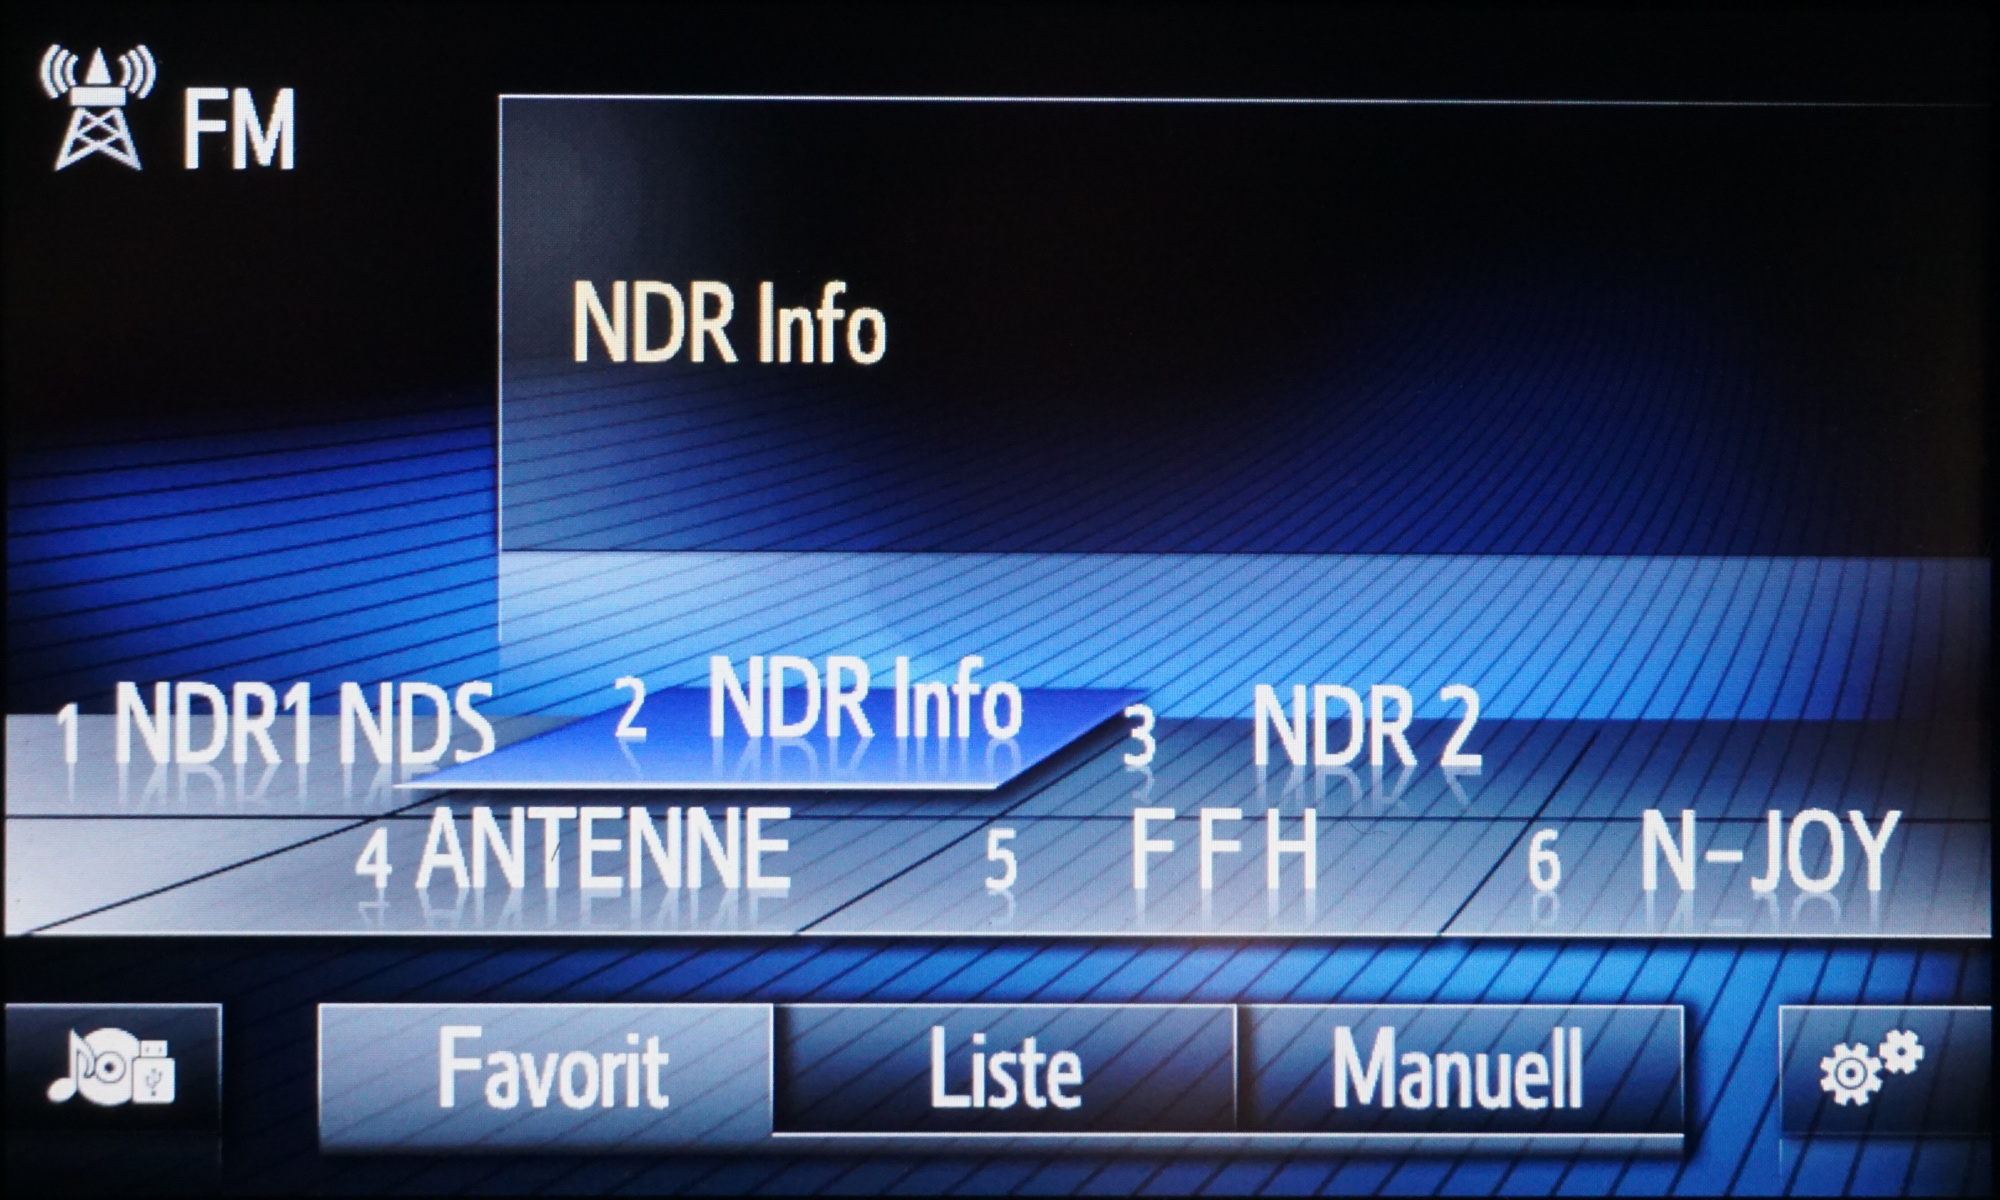 FM
NDR Info
1 NDR1 NDS 2 NDR Info 3 NDR 2
4 ANTENNE 5 F F H 6 N-JOY
Favorit Liste Manuell